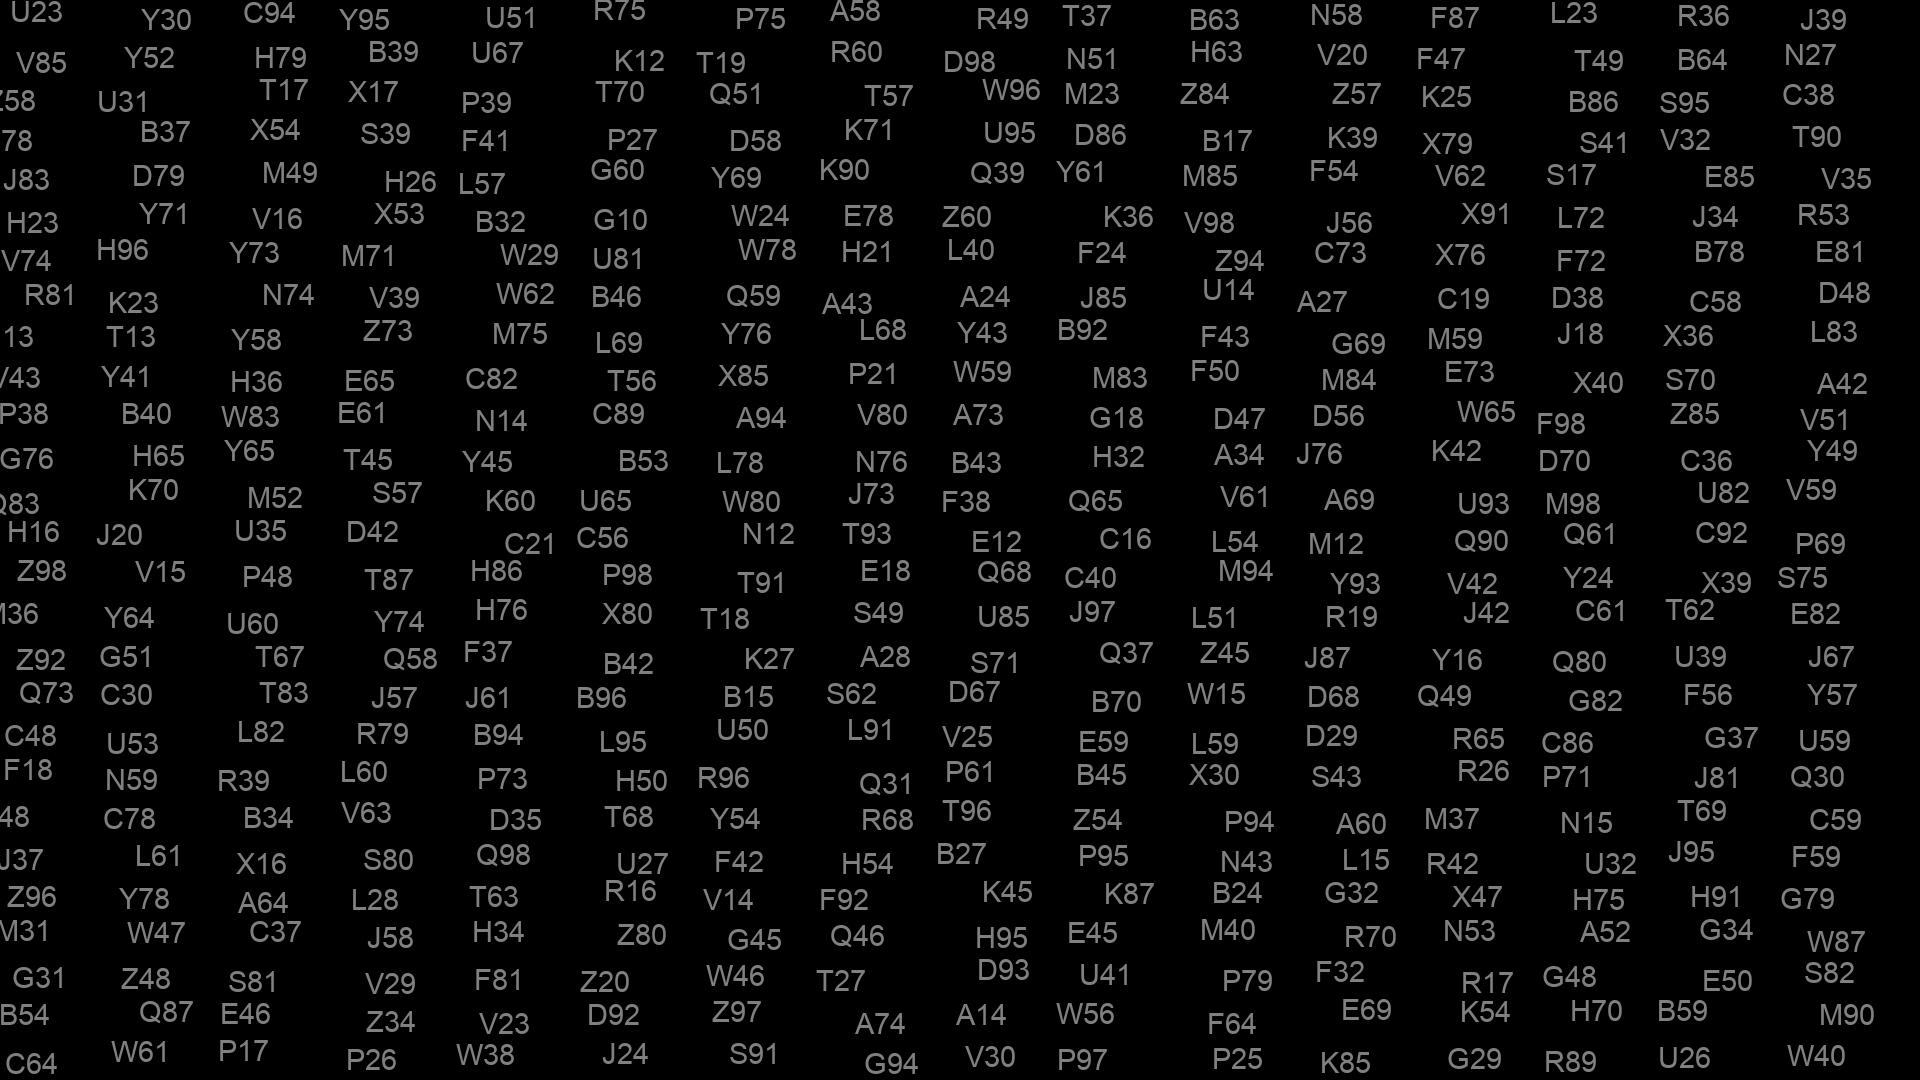 U23 Y30 C94 Y95 U51 R75 P75 A58 R49 T37 B63 N58 F87 L23 R36 J39
V85 Y52 H79 B39 U67 K12 T19 R60 D98 N51 H63 V20 F47 T49 B64 N27
Z58 U31 T17 X17 P39 T70 Q51 T57 W96 M23 Z84 Z57 K25 B86 S95 C38
78 B37 X54 S39 F41 P27 D58 K71 U95 D86 B17 K39 X79 S41 V32 T90
J83 D79 M49 H26 L57 G60 Y69 K90 Q39 Y61 M85 F54 V62 S17 E85 V35
H23 Y71 V16 X53 B32 G10 W24 E78 Z60 K36 V98 J56 X91 L72 J34 R53
V74 H96 Y73 M71 W29 U81 W78 H21 L40 F24 Z94 C73 X76 F72 B78 E81
R81 K23 N74 V39 W62 B46 Q59 A43 A24 J85 U14 A27 C19 D38 C58 D48
13 T13 Y58 Z73 M75 L69 Y76 L68 Y43 B92 F43 G69 M59 J18 X36 L83
V43 Y41 H36 E65 C82 T56 X85 P21 W59 M83 F50 M84 E73 X40 S70 A42
P38 B40 W83 E61 N14 C89 A94 V80 A73 G18 D47 D56 W65 F98 Z85 V51
G76 H65 Y65 T45 Y45 B53 L78 N76 B43 H32 A34 J76 K42 D70 C36 Y49
Q83 K70 M52 S57 K60 U65 W80 J73 F38 Q65 V61 A69 U93 M98 U82 V59
H16 J20 U35 D42 C21 C56 N12 T93 E12 C16 L54 M12 Q90 Q61 C92 P69
Z98 V15 P48 T87 H86 P98 T91 E18 Q68 C40 M94 Y93 V42 Y24 X39 S75
M36 Y64 U60 Y74 H76 X80 T18 S49 U85 J97 L51 R19 J42 C61 T62 E82
Z92 G51 T67 Q58 F37 B42 K27 A28 S71 Q37 Z45 J87 Y16 Q80 U39 J67
Q73 C30 T83 J57 J61 B96 B15 S62 D67 B70 W15 D68 Q49 G82 F56 Y57
C48 U53 L82 R79 B94 L95 U50 L91 V25 E59 L59 D29 R65 C86 G37 U59
F18 N59 R39 L60 P73 H50 R96 Q31 P61 B45 X30 S43 R26 P71 J81 Q30
48 C78 B34 V63 D35 T68 Y54 R68 T96 Z54 P94 A60 M37 N15 T69 C59
J37 L61 X16 S80 Q98 U27 F42 H54 B27 P95 N43 L15 R42 U32 J95 F59
Z96 Y78 A64 L28 T63 R16 V14 F92 K45 K87 B24 G32 X47 H75 H91 G79
M31 W47 C37 J58 H34 Z80 G45 Q46 H95 E45 M40 R70 N53 A52 G34 W87
G31 Z48 S81 V29 F81 Z20 W46 T27 D93 U41 P79 F32 R17 G48 E50 S82
B54 Q87 E46 Z34 V23 D92 Z97 A74 A14 W56 F64 E69 K54 H70 B59 M90
C64 W61 P17 P26 W38 J24 S91 G94 V30 P97 P25 K85 G29 R89 U26 W40